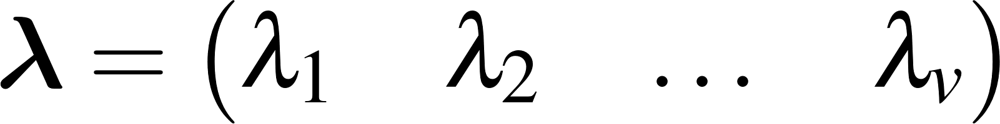 λ = (λ₁ λ₂ … λᵥ)